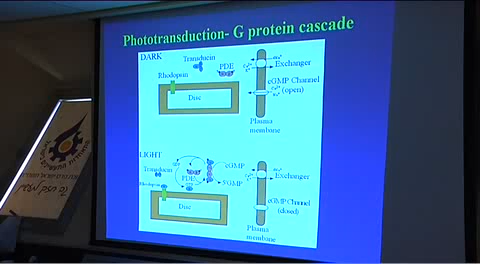 Phototransduction- G protein cascade
DARK
Transducin
PDE
Rhodopsin
Disc
Exchanger
cGMP Channel
(open)
Plasma
membrane
LIGHT
Transducin
PDE
cGMP
5'GMP
Rhodopsin
Disc
Exchanger
cGMP Channel
(closed)
Plasma
membrane